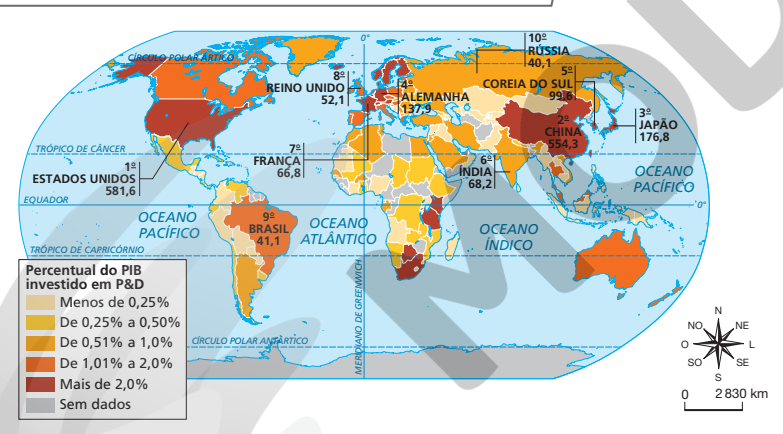 0°
CÍRCULO POLAR ÁRTICO
10º
RÚSSIA
40,1
8º
REINO UNIDO
52,1
4º
ALEMANHA
137,9
5º
COREIA DO SUL
99,6
2º
CHINA
554,3
3º
JAPÃO
176,8
7º
FRANÇA
66,8
6º
ÍNDIA
68,2
TRÓPICO DE CÂNCER
1º
ESTADOS UNIDOS
581,6
EQUADOR
0°
OCEANO
PACÍFICO
OCEANO
PACÍFICO
9º
BRASIL
41,1
OCEANO
ATLÂNTICO
OCEANO
ÍNDICO
TRÓPICO DE CAPRICÓRNIO
MERIDIANO DE GREENWICH
CÍRCULO POLAR ANTÁRTICO
Percentual do PIB
investido em P&D
Menos de 0,25%
De 0,25% a 0,50%
De 0,51% a 1,0%
De 1,01% a 2,0%
Mais de 2,0%
Sem dados
N
NO NE
O L
SO SE
S
0 2 830 km